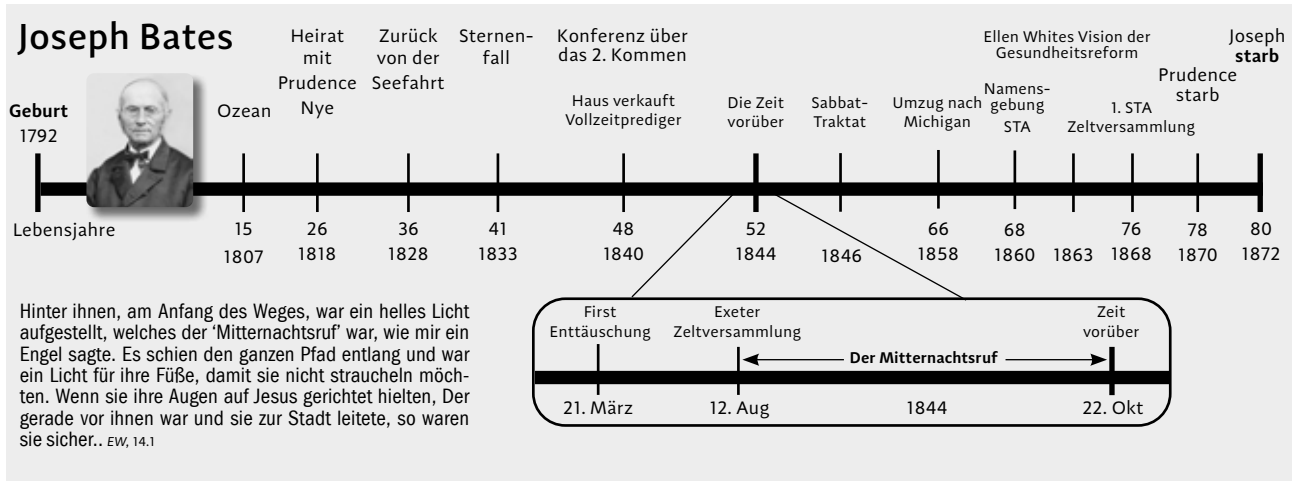 Joseph Bates
Geburt
1792
Ozean
Heirat
mit
Prudence
Nye
Zurück
von der
Seefahrt
Sternen-
fall
Konferenz über
das 2. Kommen
Haus verkauft
Vollzeitprediger
Die Zeit
vorüber
Sabbat-
Traktat
Umzug nach
Michigan
Ellen Whites Vision der
Gesundheitsreform
Namens-
gebung
STA
1. STA
Zeltversammlung
Prudence
starb
Joseph
starb
Lebensjahre 15 26 36 41 48 52 66 68 76 78 80
1807 1818 1828 1833 1840 1844 1846 1858 1860 1863 1868 1870 1872
Hinter ihnen, am Anfang des Weges, war ein helles Licht
aufgestellt, welches der ‘Mitternachtsruf’ war, wie mir ein
Engel sagte. Es schien den ganzen Pfad entlang und war
ein Licht für ihre Füße, damit sie nicht straucheln möch-
ten. Wenn sie ihre Augen auf Jesus gerichtet hielten, Der
gerade vor ihnen war und sie zur Stadt leitete, so waren
sie sicher.. EW, 14.1
First
Enttäuschung
Exeter
Zeltversammlung
Zeit
vorüber
Der Mitternachtsruf
21. März 12. Aug 1844 22. Okt